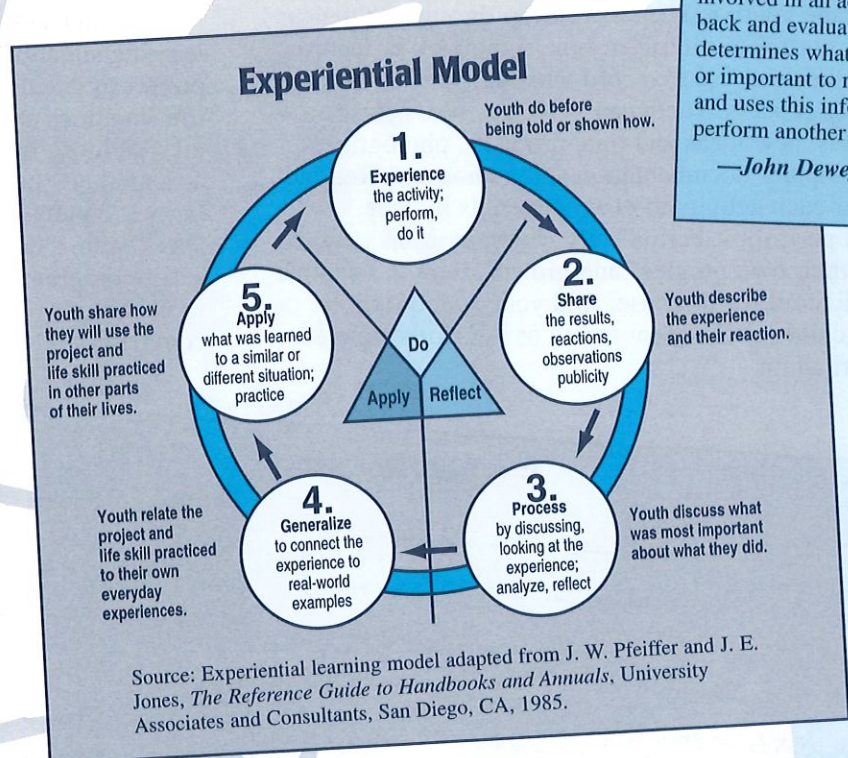 involved in an
back and
determines what
or important to
and uses this
perform another
—John
Experiential Model
Youth do before
being told or shown how.
1.
Experience
the activity;
perform,
do it
2.
Share
the results,
reactions,
observations
publicity
Youth describe
the experience
and their reaction.
3.
Process
by discussing,
looking at the
experience;
analyze, reflect
Youth discuss what
was most important
about what they did.
4.
Generalize
to connect the
experience to
real-world
examples
Youth relate the
project and
life skill practiced
to their own
everyday
experiences.
5.
Apply
what was learned
to a similar or
different situation;
practice
Youth share how
they will use the
project and
life skill practiced
in other parts
of their lives.
Do
Apply
Reflect
Source: Experiential learning model adapted from J. W. Pfeiffer and J. E.
Jones, The Reference Guide to Handbooks and Annuals, University
Associates and Consultants, San Diego, CA, 1985.